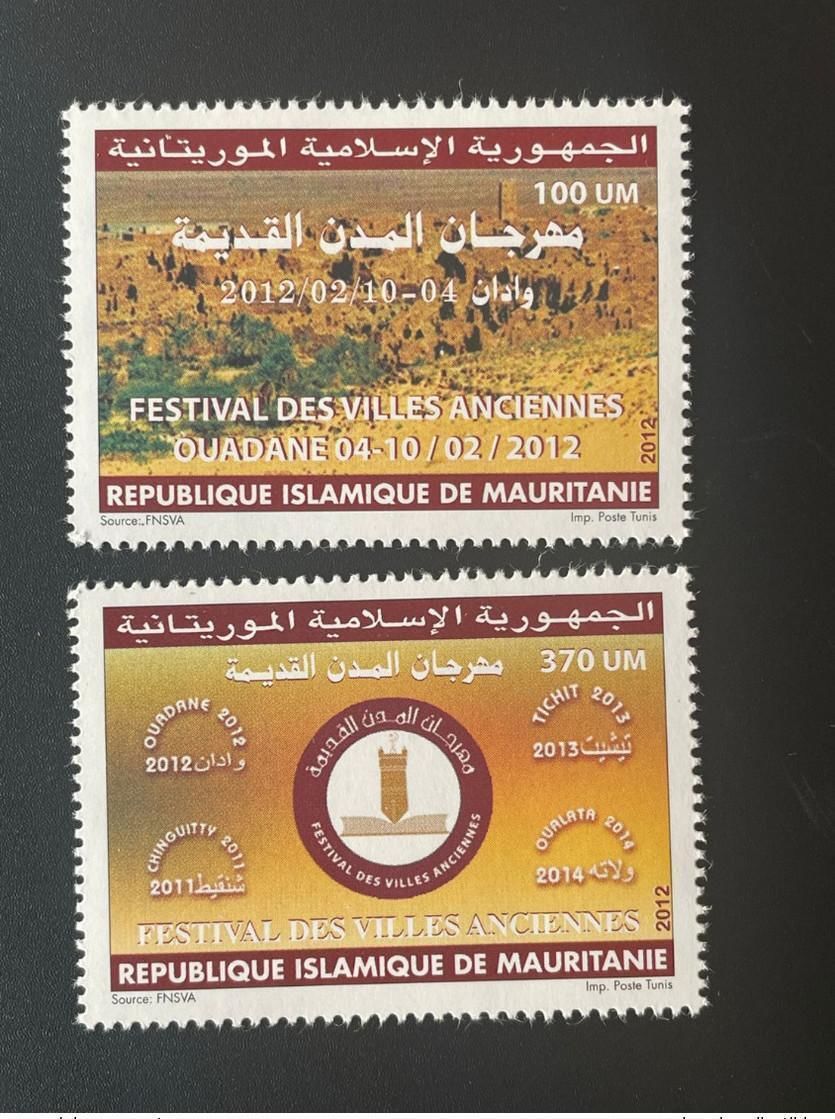 الجمهورية الإسلامية الموريتانية
100 UM
مهرجان المدن القديمة
وادان 04-2012/02/10
FESTIVAL DES VILLES ANCIENNES
OUADANE 04-10 / 02 / 2012
2012
REPUBLIQUE ISLAMIQUE DE MAURITANIE
Source: FNSVA
Imp. Poste Tunis
الجمهورية الإسلامية الموريتانية
370 UM
مهرجان المدن القديمة
OUADANE 2012
وادان 2012
TICHIT 2013
تيشيت 2013
مهرجان المدن القديمة
FESTIVAL DES VILLES ANCIENNES
CHINGUITTY 2011
شنقيط 2011
OUALATA 2014
ولاته 2014
FESTIVAL DES VILLES ANCIENNES
2012
REPUBLIQUE ISLAMIQUE DE MAURITANIE
Source: FNSVA
Imp. Poste Tunis